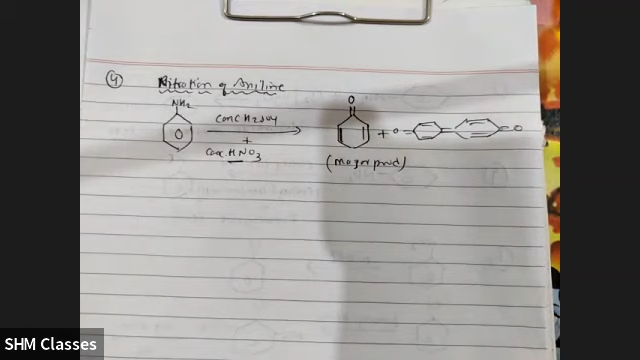 ④ Nitration of Aniline
NH₂
O
conc H2SO4
+
conc. HNO3
+ O O
(major prod)
SHM Classes